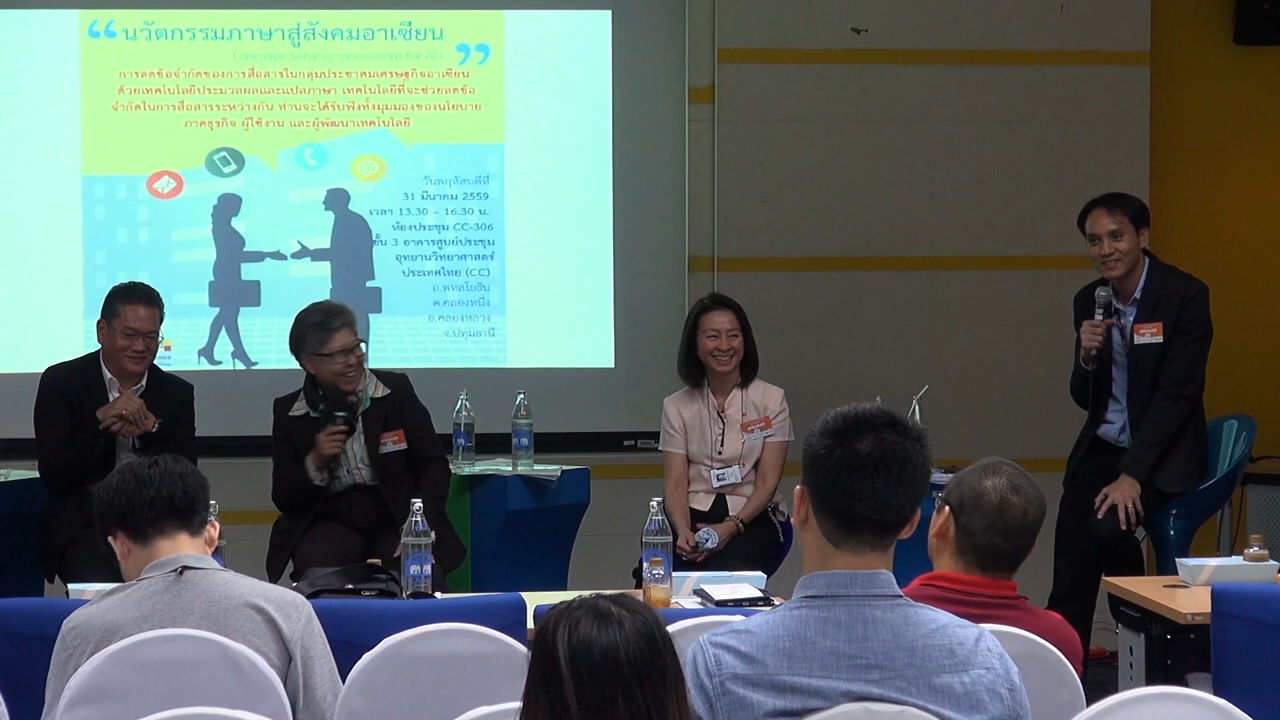 “นวัตกรรมภาษาสู่สังคมอาเซียน
Language Services Innovations for AEC”
การลดข้อจำกัดของการสื่อสารในกลุ่มประชาคมเศรษฐกิจอาเซียน
ด้วยเทคโนโลยีประมวลผลและแปลภาษา เทคโนโลยีที่จะช่วยลดข้อ
จำกัดในการสื่อสารระหว่างกัน ท่านจะได้รับฟังทั้งมุมมองของนโยบาย
ภาคธุรกิจ ผู้ใช้งาน และผู้พัฒนาเทคโนโลยี
วันพฤหัสบดีที่
31 มีนาคม 2559
เวลา 13.30 - 16.30 น.
ห้องประชุม CC-306
ชั้น 3 อาคารศูนย์ประชุม
อุทยานวิทยาศาสตร์
ประเทศไทย (CC)
ถ.พหลโยธิน
ต.คลองหนึ่ง
อ.คลองหลวง
จ.ปทุมธานี